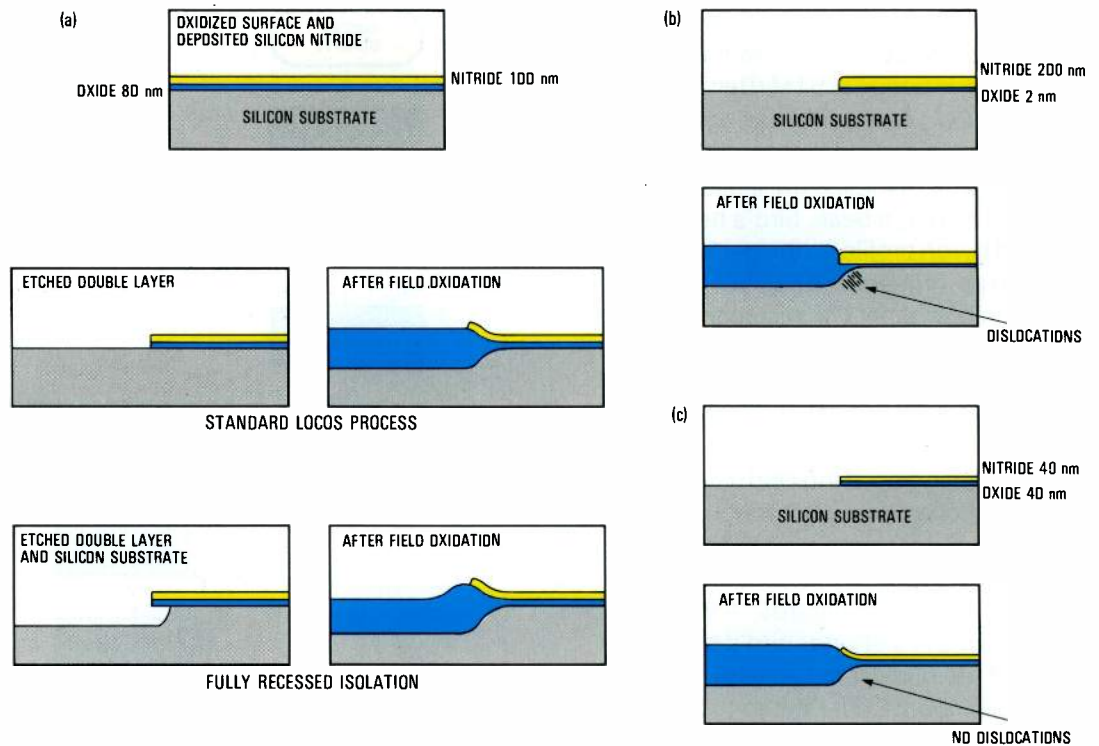 (a)
OXIDIZED SURFACE AND
DEPOSITED SILICON NITRIDE
OXIDE 80 nm
NITRIDE 100 nm
SILICON SUBSTRATE
ETCHED DOUBLE LAYER
AFTER FIELD OXIDATION
STANDARD LOCOS PROCESS
ETCHED DOUBLE LAYER
AND SILICON SUBSTRATE
AFTER FIELD OXIDATION
FULLY RECESSED ISOLATION
(b)
NITRIDE 200 nm
OXIDE 2 nm
SILICON SUBSTRATE
AFTER FIELD OXIDATION
DISLOCATIONS
(c)
NITRIDE 40 nm
OXIDE 40 nm
SILICON SUBSTRATE
AFTER FIELD OXIDATION
NO DISLOCATIONS